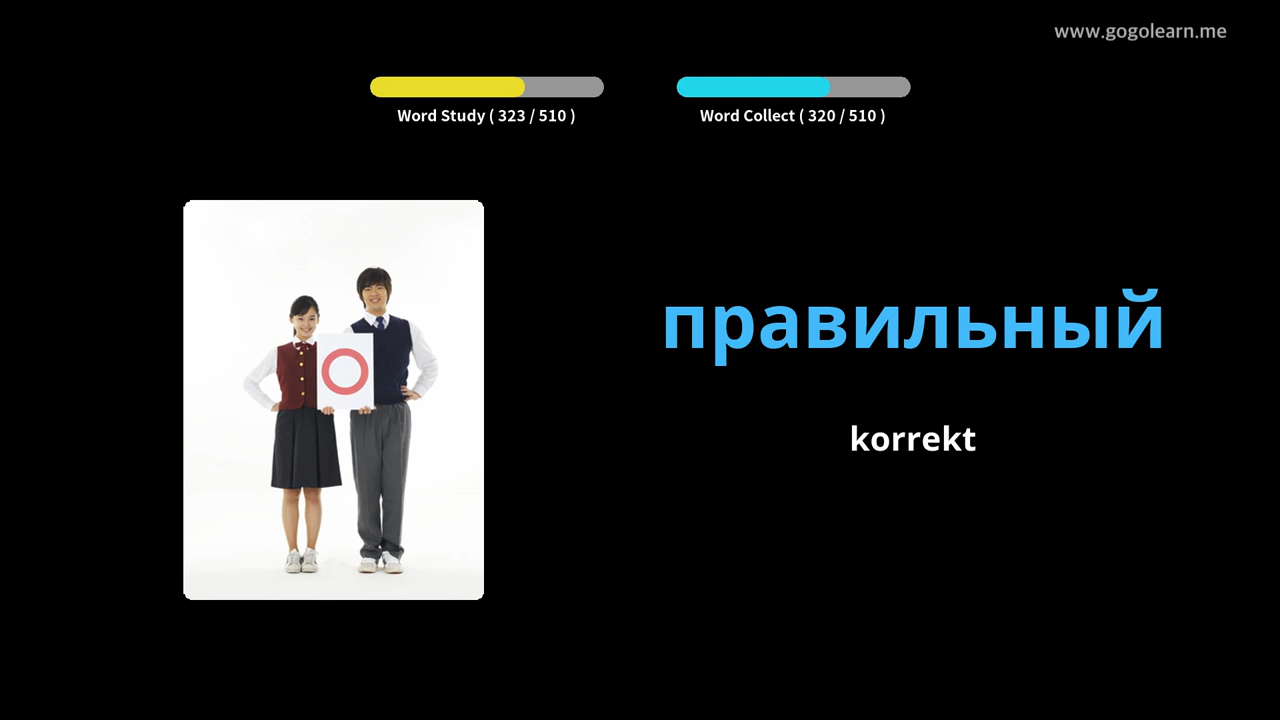 www.gogolearn.me
Word Study ( 323 / 510 )
Word Collect ( 320 / 510 )
правильный
korrekt